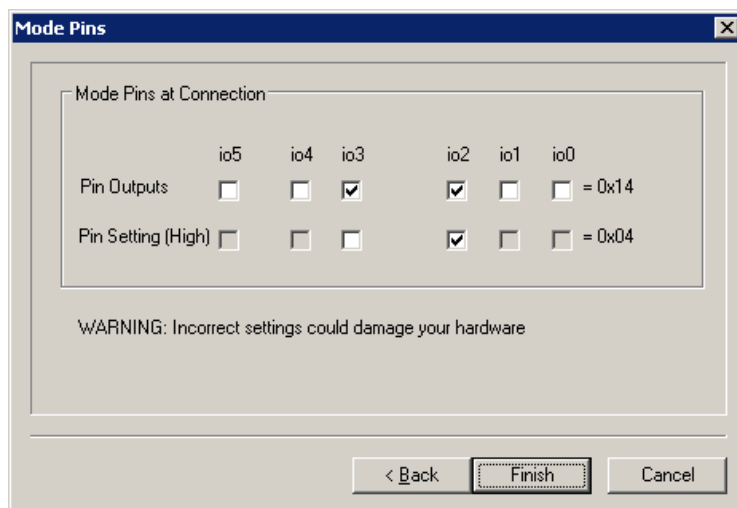 Mode Pins
Mode Pins at Connection
io5 io4 io3 io2 io1 io0
Pin Outputs = 0x14
Pin Setting (High) = 0x04
WARNING: Incorrect settings could damage your hardware
< Back Finish Cancel